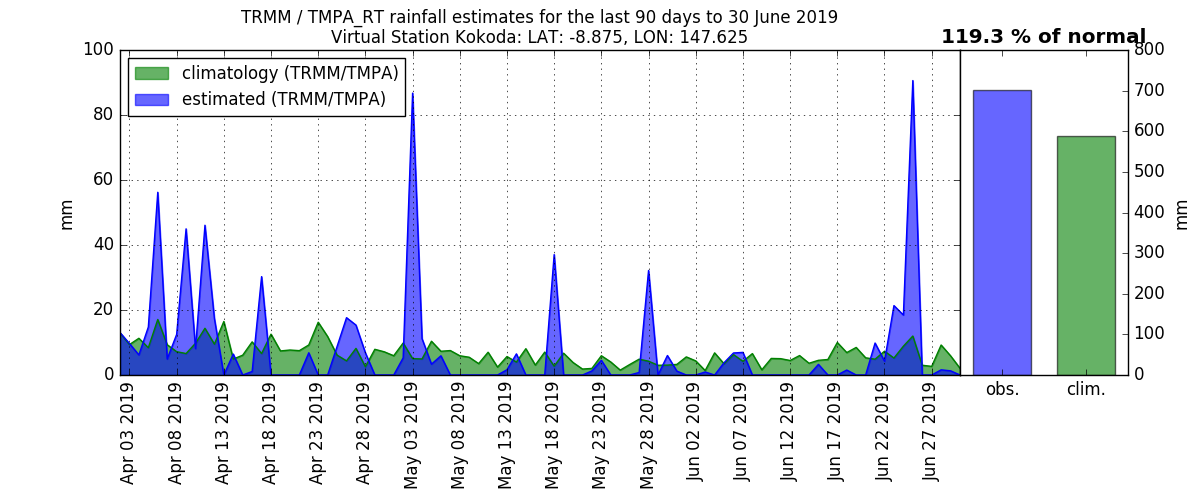 TRMM / TMPA_RT rainfall estimates for the last 90 days to 30 June 2019
Virtual Station Kokoda: LAT: -8.875, LON: 147.625
119.3 % of normal
climatology (TRMM/TMPA)
estimated (TRMM/TMPA)
100
80
60
40
20
0
mm
800
700
600
500
400
300
200
100
0
mm
Apr 03 2019
Apr 08 2019
Apr 13 2019
Apr 18 2019
Apr 23 2019
Apr 28 2019
May 03 2019
May 08 2019
May 13 2019
May 18 2019
May 23 2019
May 28 2019
Jun 02 2019
Jun 07 2019
Jun 12 2019
Jun 17 2019
Jun 22 2019
Jun 27 2019
obs.
clim.